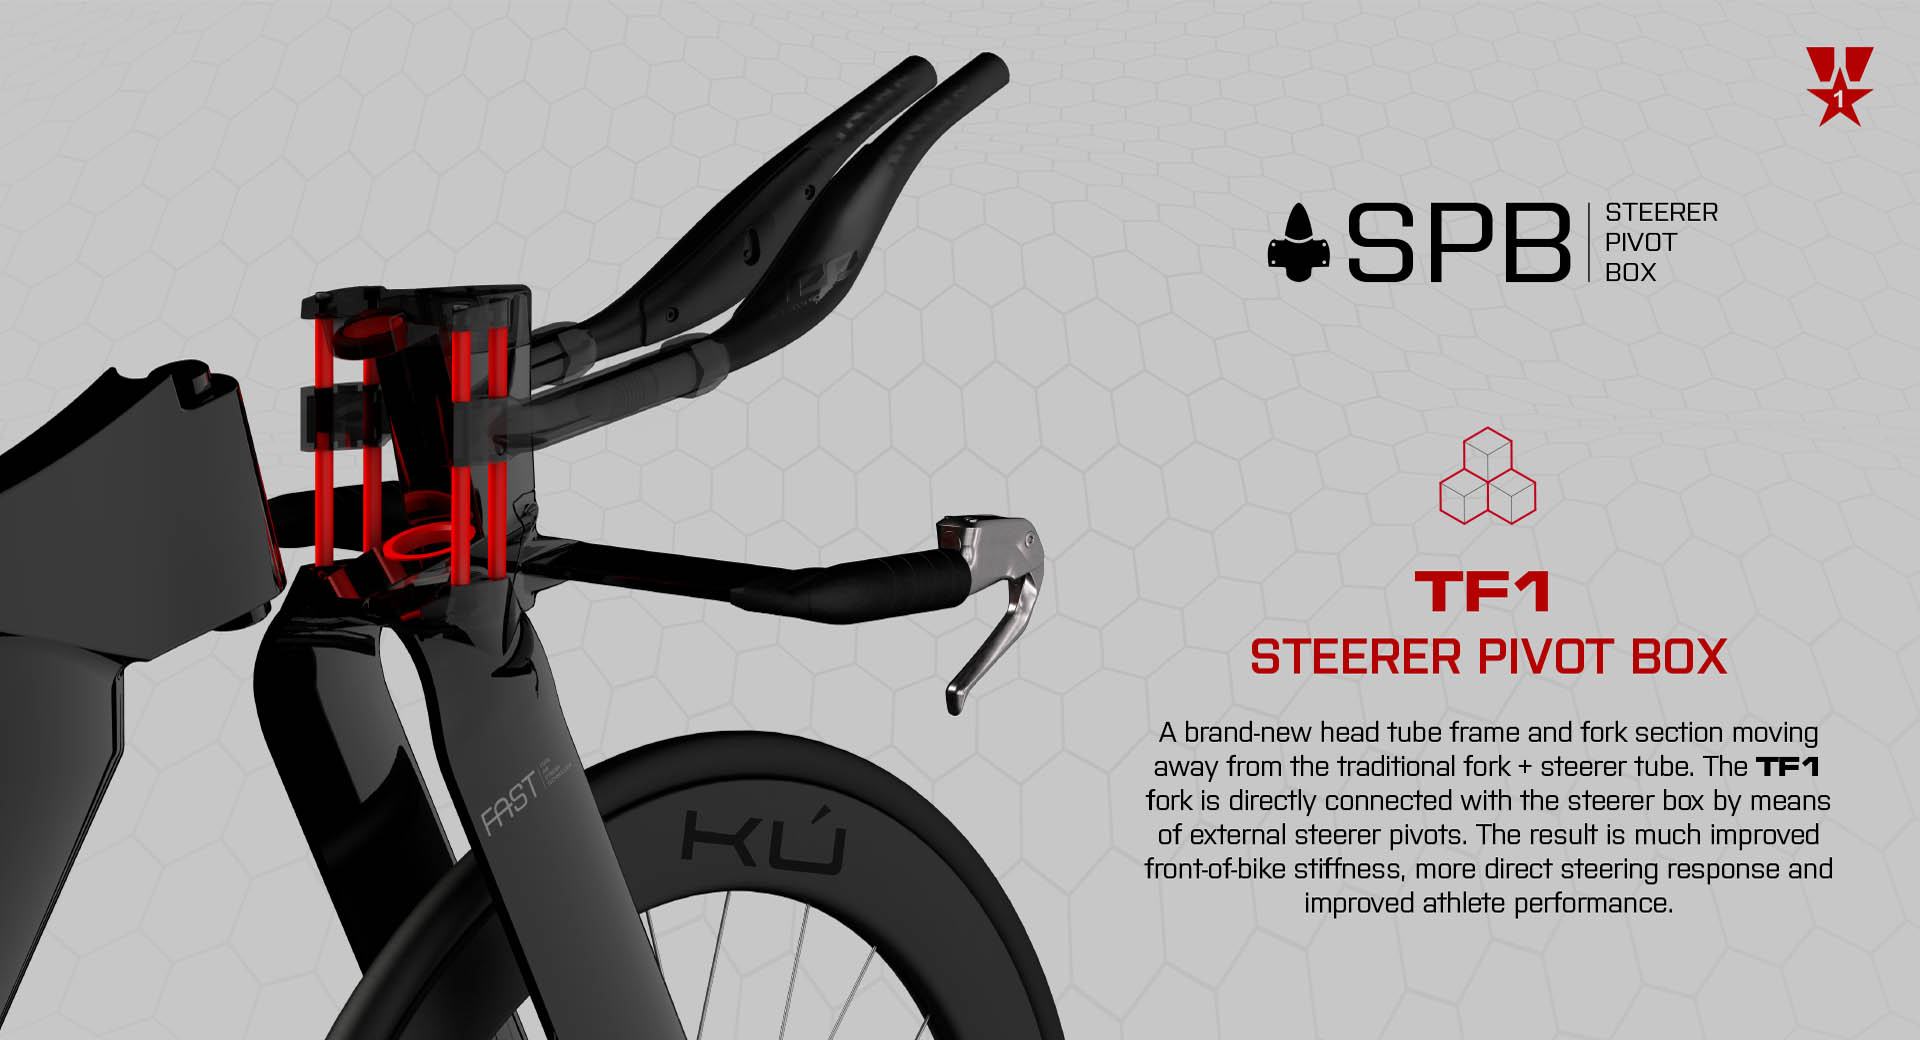 1
SPB
STEERER
PIVOT
BOX
TF1
STEERER PIVOT BOX
A brand-new head tube frame and fork section moving
away from the traditional fork + steerer tube. The TF1
fork is directly connected with the steerer box by means
of external steerer pivots. The result is much improved
front-of-bike stiffness, more direct steering response and
improved athlete performance.
FAST
KÚ